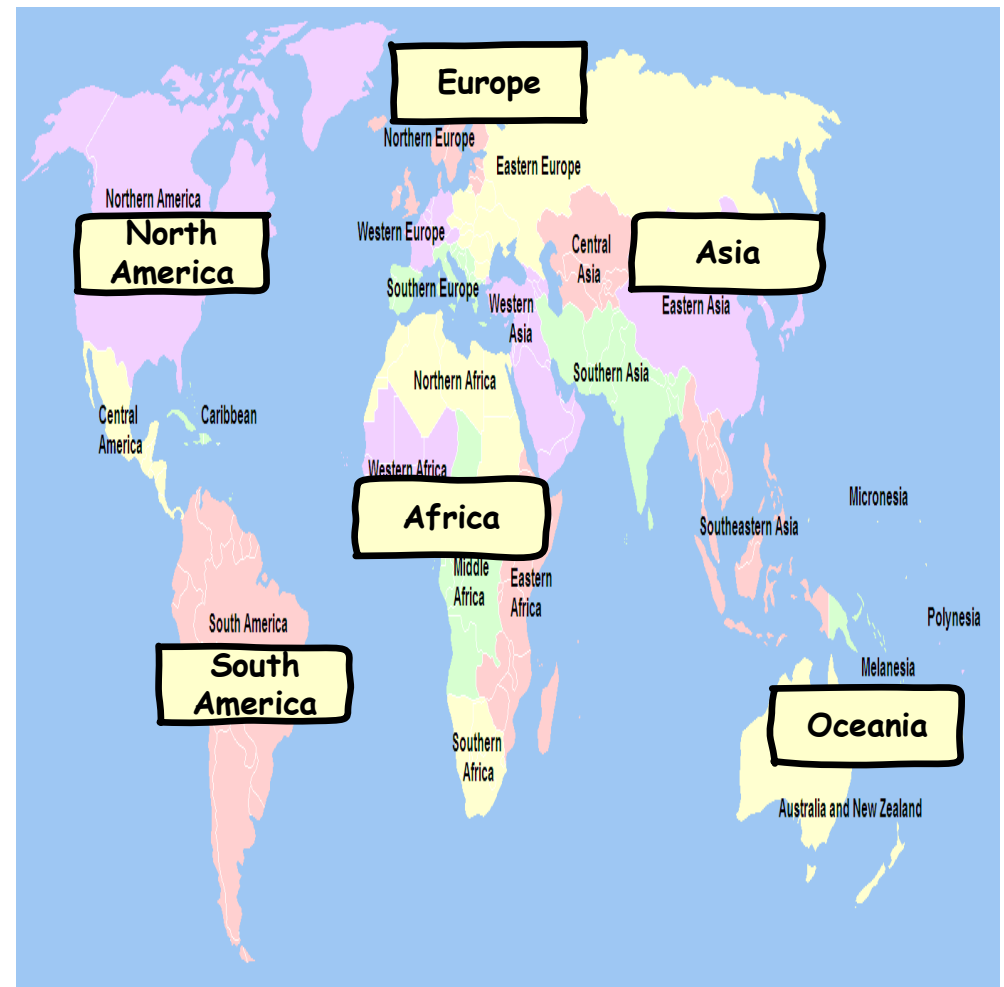 Europe
Northern Europe
Eastern Europe
Northern America
North
America
Western Europe
Central
Asia
Asia
Southern Europe
Western
Asia
Eastern Asia
Northern Africa
Southern Asia
Central
America
Caribbean
Western Africa
Africa
Micronesia
Southeastern Asia
Middle
Africa
Eastern
Africa
South America
South
America
Polynesia
Melanesia
Oceania
Southern
Africa
Australia and New Zealand